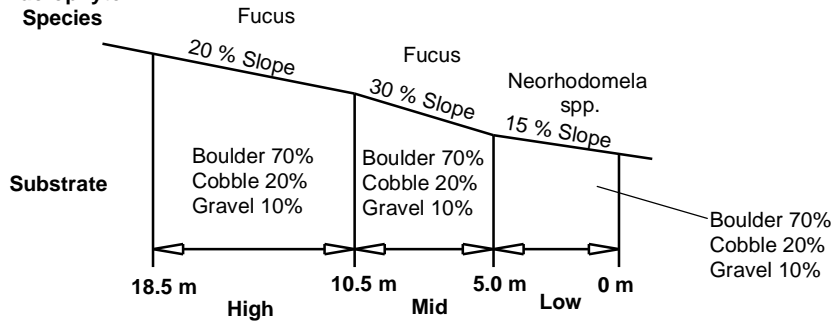 Species
Fucus
20 % Slope
Fucus
30 % Slope
Neorhodomela
spp.
15 % Slope
Substrate
Boulder 70%
Cobble 20%
Gravel 10%
Boulder 70%
Cobble 20%
Gravel 10%
Boulder 70%
Cobble 20%
Gravel 10%
18.5 m
10.5 m
5.0 m
0 m
High
Mid
Low